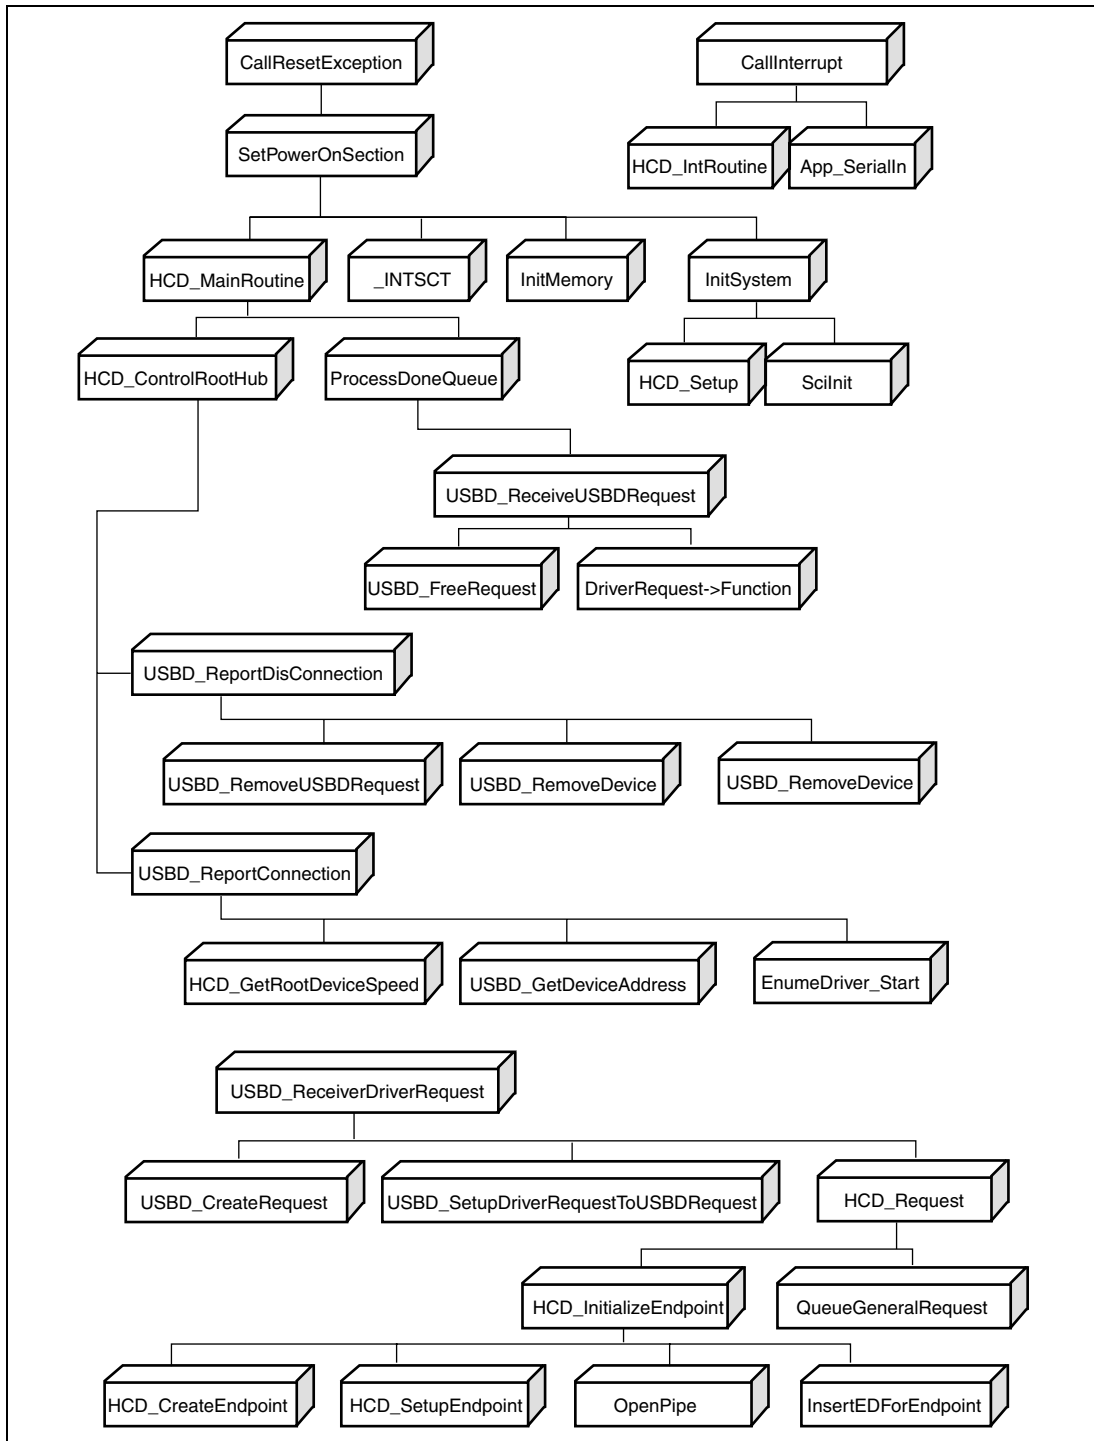 CallResetException
CallInterrupt
SetPowerOnSection
HCD_IntRoutine
App_SerialIn
HCD_MainRoutine
_INTSCT
InitMemory
InitSystem
HCD_ControlRootHub
ProcessDoneQueue
HCD_Setup
SciInit
USBD_ReceiveUSBDRequest
USBD_FreeRequest
DriverRequest->Function
USBD_ReportDisConnection
USBD_RemoveUSBDRequest
USBD_RemoveDevice
USBD_RemoveDevice
USBD_ReportConnection
HCD_GetRootDeviceSpeed
USBD_GetDeviceAddress
EnumeDriver_Start
USBD_ReceiverDriverRequest
USBD_CreateRequest
USBD_SetupDriverRequestToUSBDRequest
HCD_Request
HCD_InitializeEndpoint
QueueGeneralRequest
HCD_CreateEndpoint
HCD_SetupEndpoint
OpenPipe
InsertEDForEndpoint